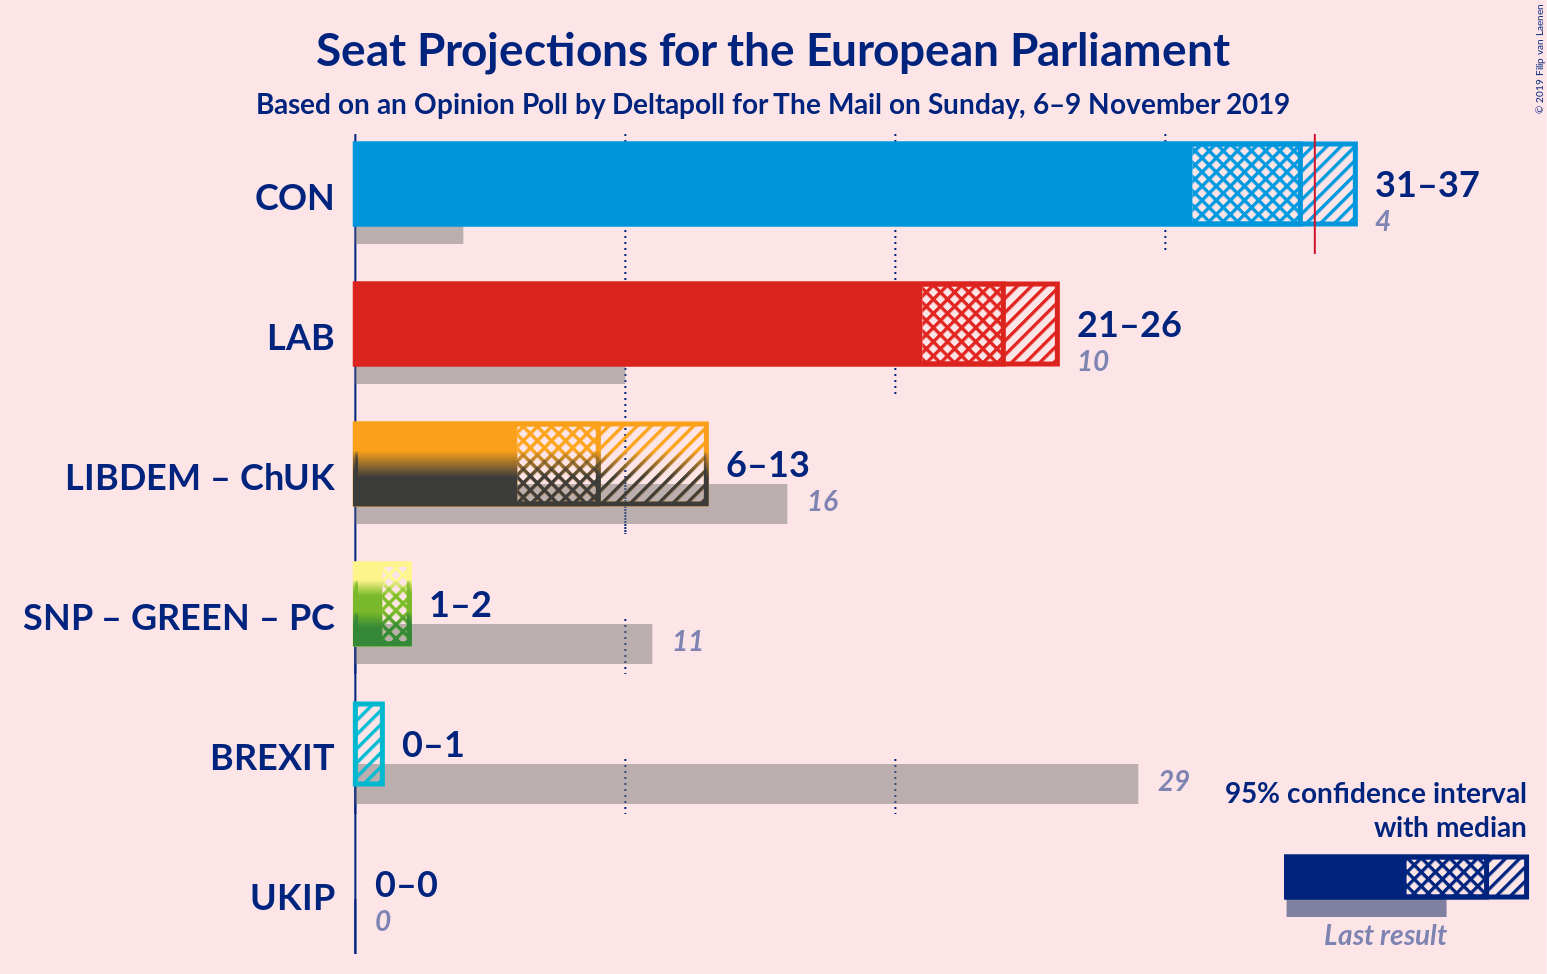 Seat Projections for the European Parliament
Based on an Opinion Poll by Deltapoll for The Mail on Sunday, 6–9 November 2019
© 2019 Filip van Laenen
CON
31–37
4
LAB
21–26
10
LIBDEM – ChUK
6–13
16
SNP – GREEN – PC
1–2
11
BREXIT
0–1
29
UKIP
0–0
0
95% confidence interval
with median
Last result